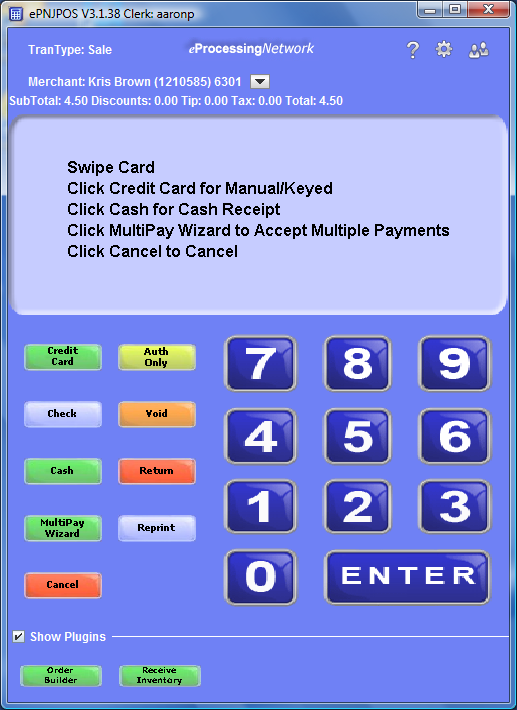 ePNJPOS V3.1.38 Clerk: aaronp
TranType: Sale
eProcessingNetwork
?
Merchant: Kris Brown (1210585) 6301
SubTotal: 4.50 Discounts: 0.00 Tip: 0.00 Tax: 0.00 Total: 4.50
Swipe Card
Click Credit Card for Manual/Keyed
Click Cash for Cash Receipt
Click MultiPay Wizard to Accept Multiple Payments
Click Cancel to Cancel
Credit
Card
Auth
Only
7 8 9
Check
Void
4 5 6
Cash
Return
1 2 3
MultiPay
Wizard
Reprint
0 ENTER
Cancel
Show Plugins
Order
Builder
Receive
Inventory